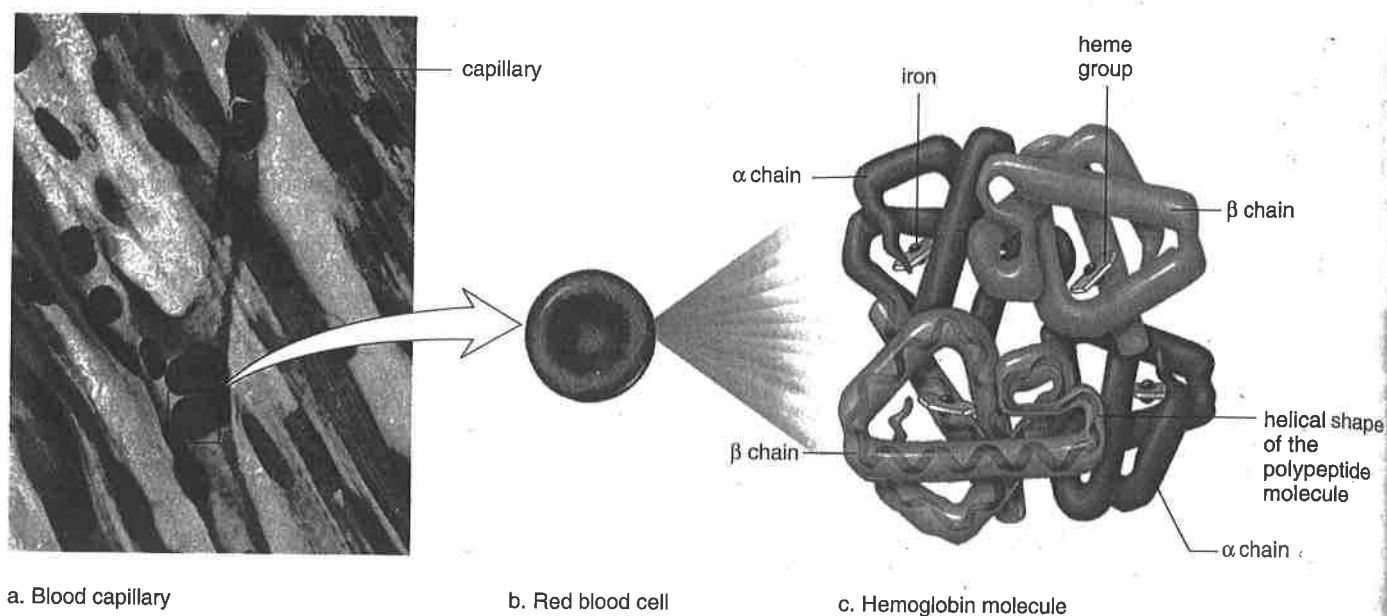 capillary
iron
heme
group
α chain
β chain
β chain
helical shape
of the
polypeptide
molecule
α chain
a. Blood capillary
b. Red blood cell
c. Hemoglobin molecule